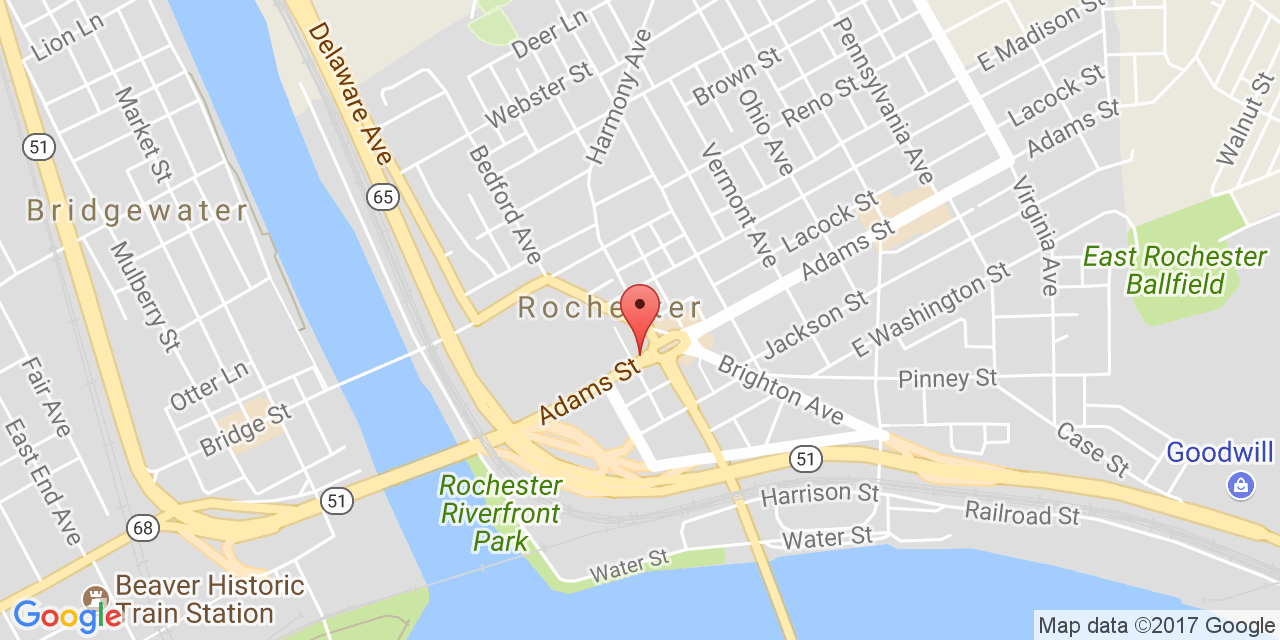 Lion Ln
Delaware Ave
Deer Ln
Webster St
Harmony Ave
Brown St
Ohio Ave
Reno St
Pennsylvania Ave
E Madison St
Lacock St
Adams St
Walnut St
Market St
51
65
Bridgewater
Bedford Ave
Vermont Ave
Lacock St
Adams St
Virginia Ave
East Rochester
Ballfield
Mulberry St
Rochester
Jackson St
E Washington St
Fair Ave
Otter Ln
Bridge St
Adams St
Brighton Ave
Pinney St
East End Ave
51
51
Case St
Goodwill
Rochester
Riverfront
Park
Harrison St
Railroad St
68
Water St
Water St
Beaver Historic
Train Station
Google
Map data ©2017 Google